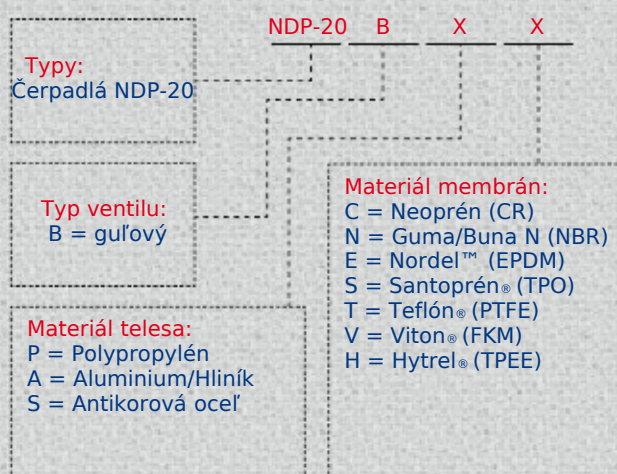 NDP-20 B X X
Typy:
Čerpadlá NDP-20
Typ ventilu:
B = guľový
Materiál telesa:
P = Polypropylén
A = Aluminium/Hliník
S = Antikorová oceľ
Materiál membrán:
C = Neoprén (CR)
N = Guma/Buna N (NBR)
E = Nordel™ (EPDM)
S = Santoprén® (TPO)
T = Teflón® (PTFE)
V = Viton® (FKM)
H = Hytrel® (TPEE)